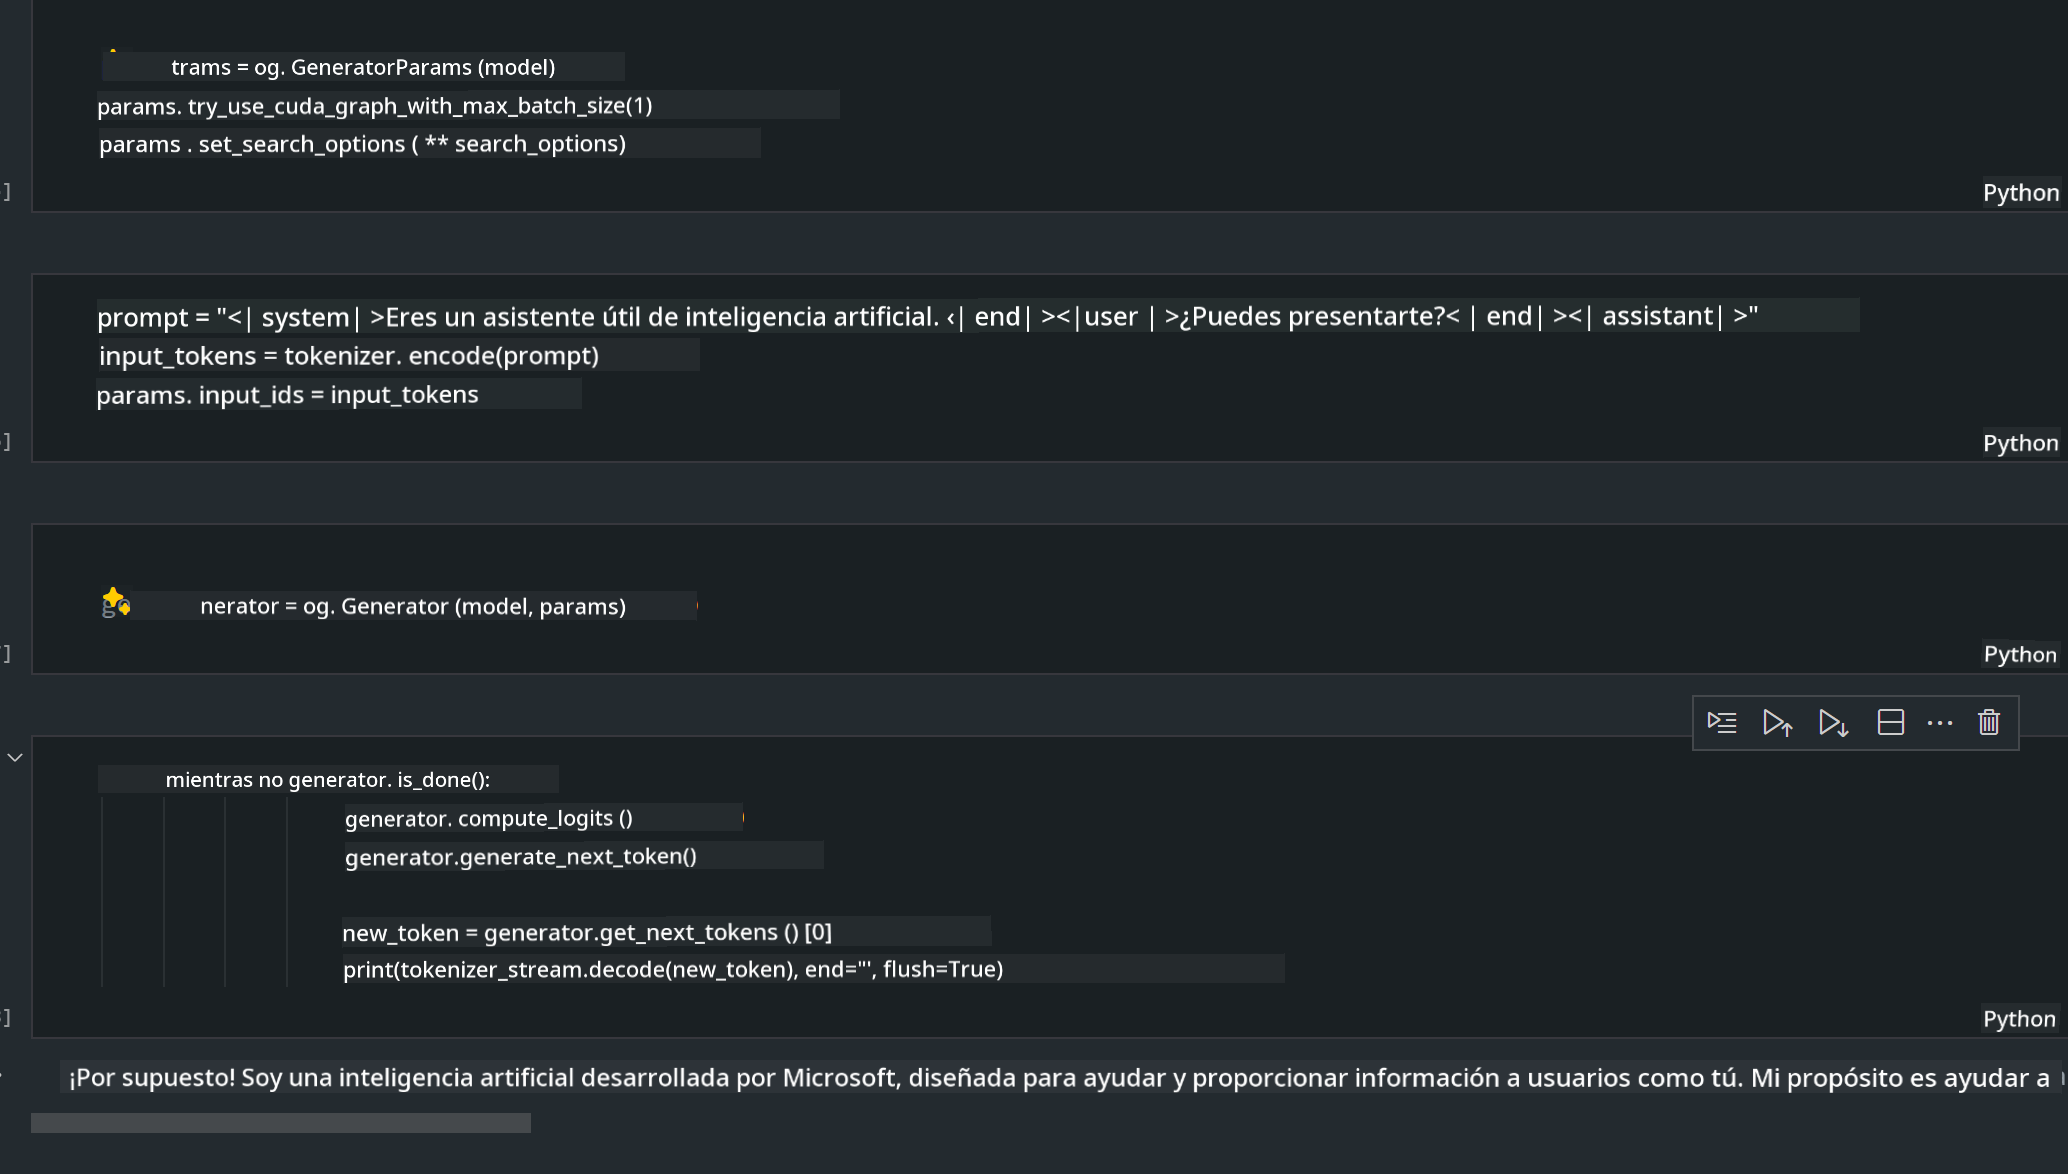 trams = og. GeneratorParams (model)
params. try_use_cuda_graph_with_max_batch_size(1)
params . set_search_options ( ** search_options)
]
Python
prompt = "<| system| >Eres un asistente útil de inteligencia artificial. ‹| end| ><|user | >¿Puedes presentarte?< | end| ><| assistant| >"
input_tokens = tokenizer. encode(prompt)
params. input_ids = input_tokens
]
Python
nerator = og. Generator (model, params)
]
Python
mientras no generator. is_done():
generator. compute_logits ()
generator.generate_next_token()
new_token = generator.get_next_tokens () [0]
print(tokenizer_stream.decode(new_token), end="', flush=True)
]
Python
¡Por supuesto! Soy una inteligencia artificial desarrollada por Microsoft, diseñada para ayudar y proporcionar información a usuarios como tú. Mi propósito es ayudar a